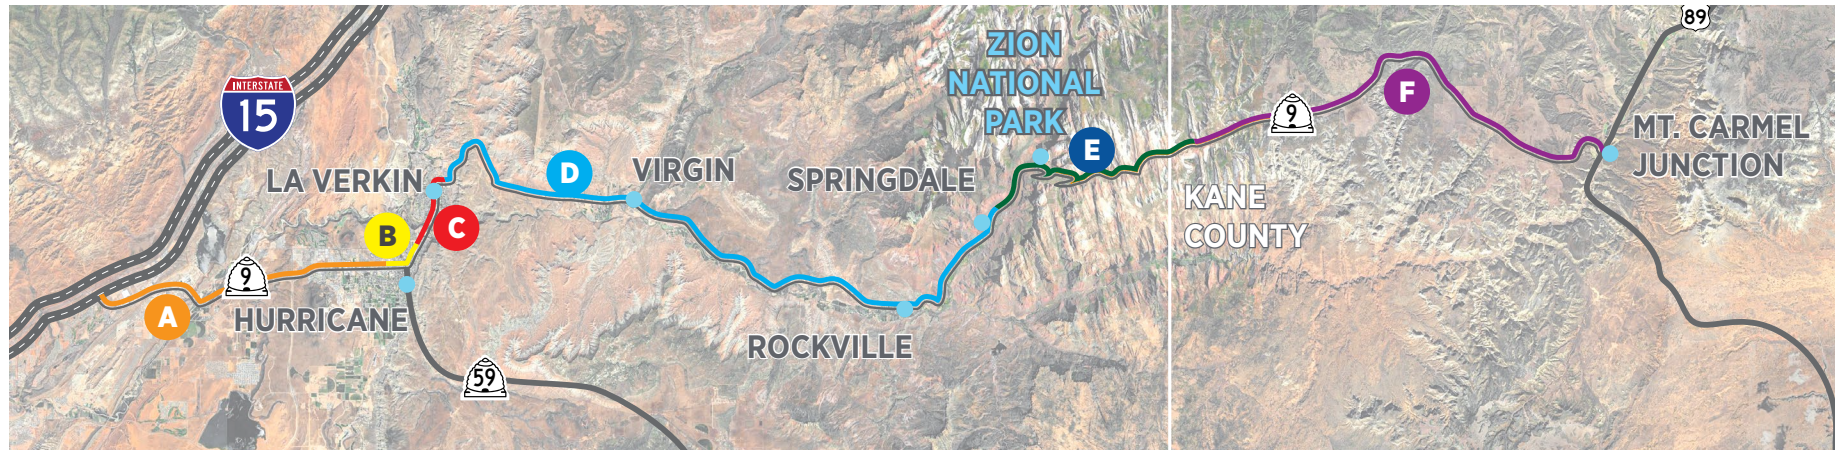 89
ZION
NATIONAL
PARK
INTERSTATE
15
9
F
MT. CARMEL
JUNCTION
E
D
VIRGIN
LA VERKIN
SPRINGDALE
KANE
COUNTY
B
C
9
A
HURRICANE
ROCKVILLE
59